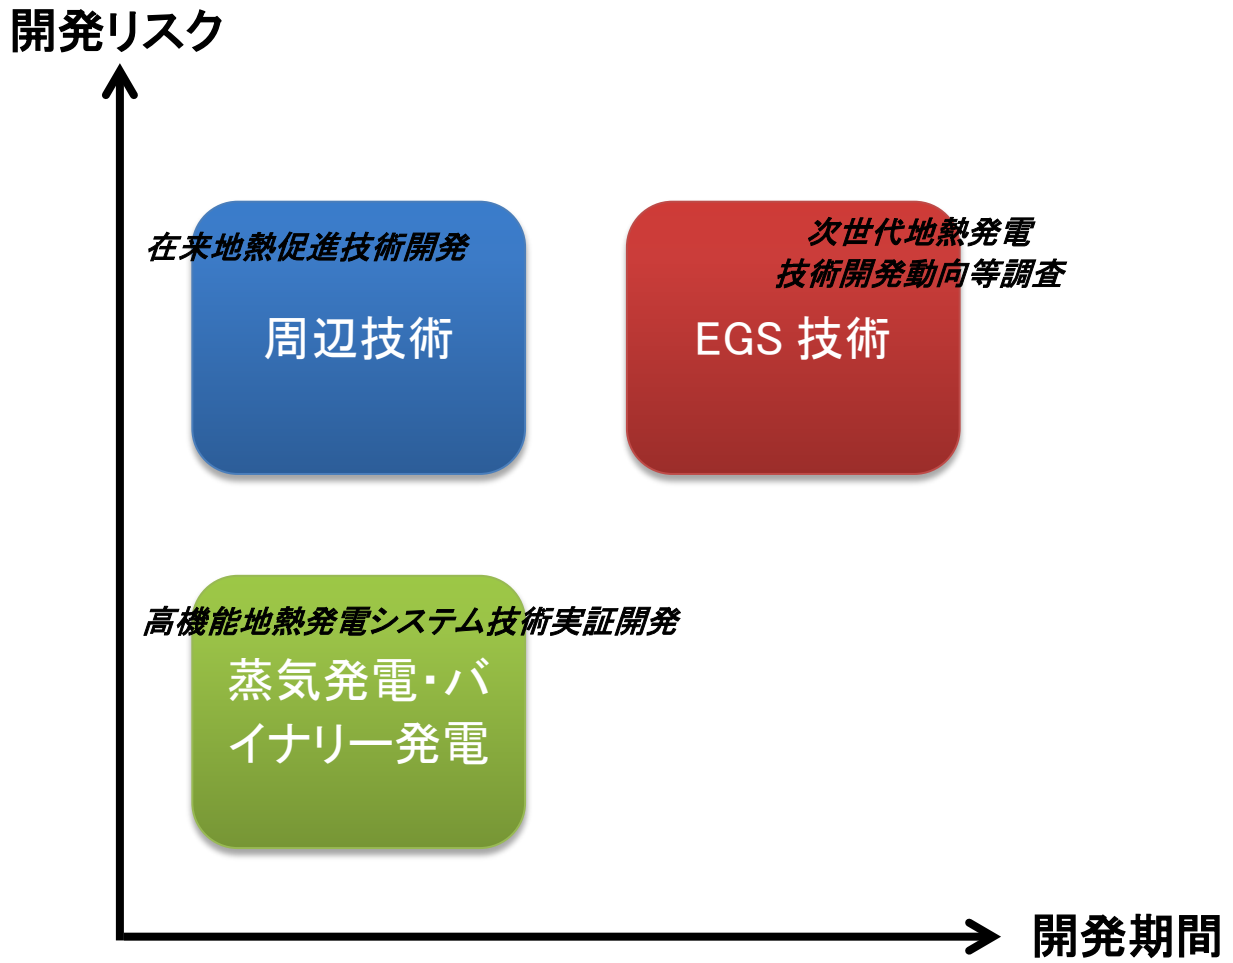 開発リスク
在来地熱促進技術開発
周辺技術
次世代地熱発電
技術開発動向等調査
EGS 技術
高機能地熱発電システム技術実証開発
蒸気発電・バ
イナリー発電
開発期間